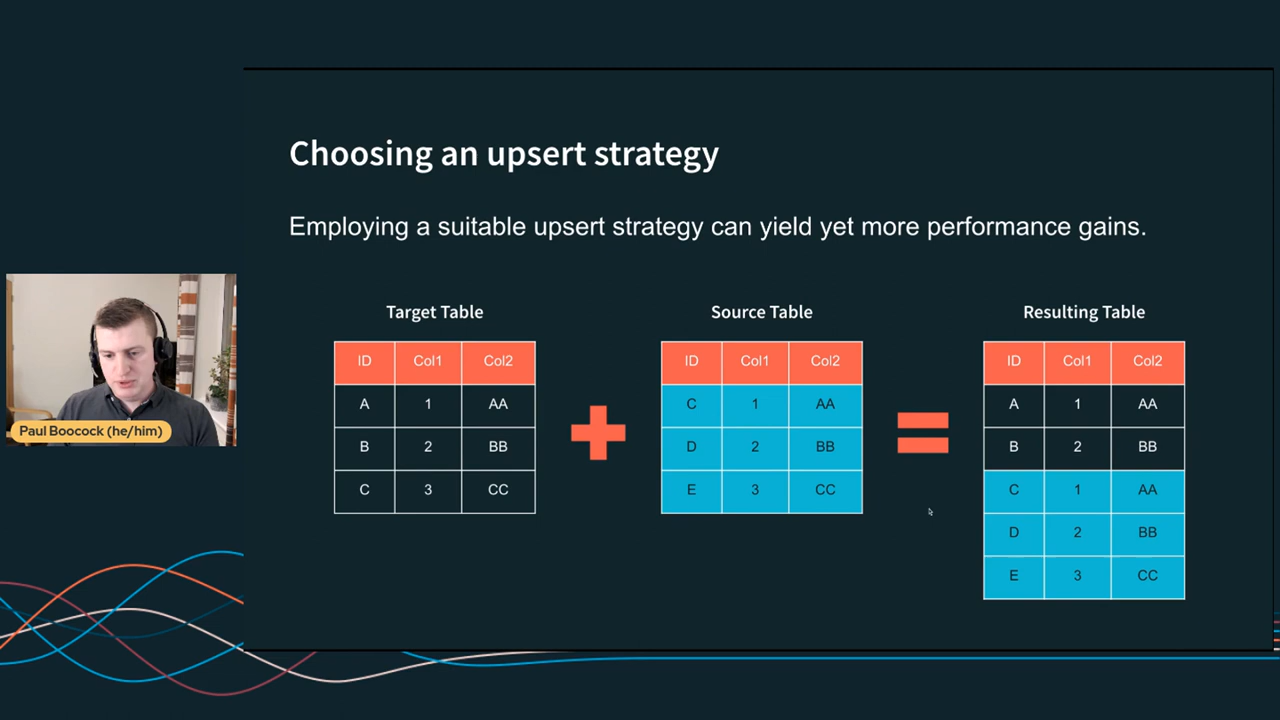 Choosing an upsert strategy
Employing a suitable upsert strategy can yield yet more performance gains.
Paul Boocock (he/him)
Target Table
ID Col1 Col2
A 1 AA
B 2 BB
C 3 CC
Source Table
ID Col1 Col2
C 1 AA
D 2 BB
E 3 CC
Resulting Table
ID Col1 Col2
A 1 AA
B 2 BB
C 1 AA
D 2 BB
E 3 CC